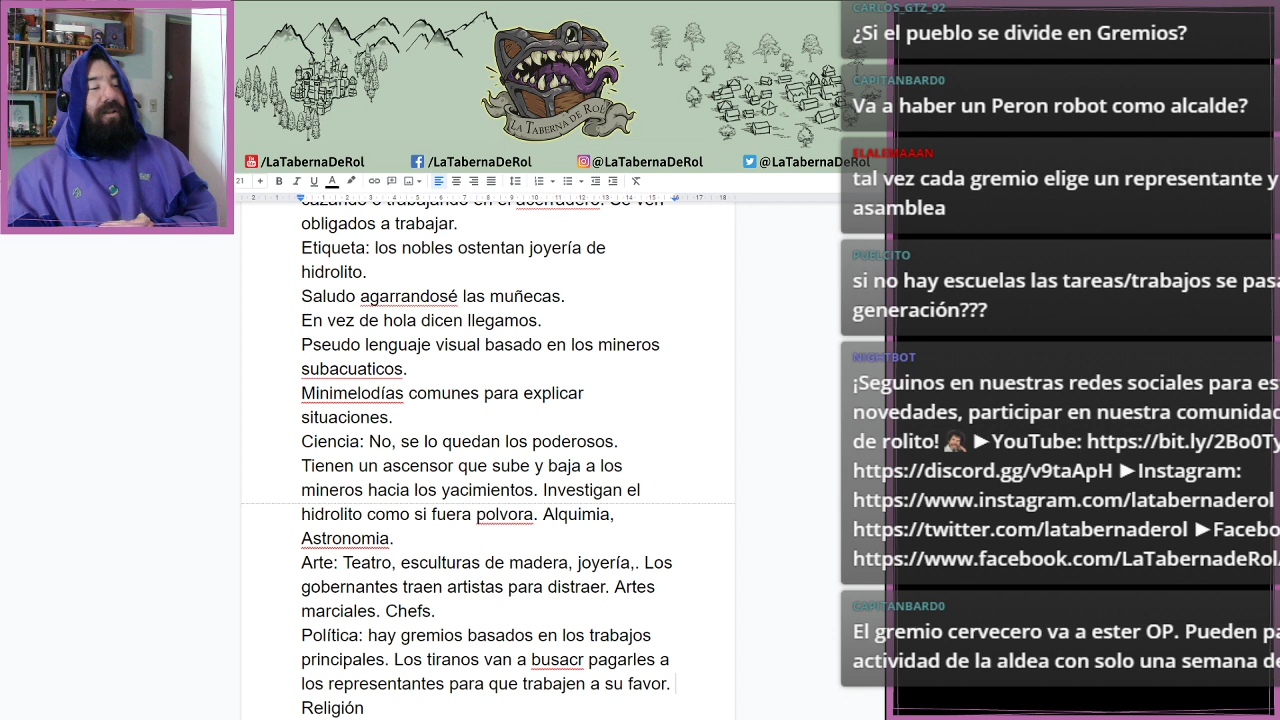 LA TABERNA DE ROL
/LaTabernaDeRol
/LaTabernaDeRol
@LaTabernaDeRol
@LaTabernaDeRol
obligados a trabajar.
Etiqueta: los nobles ostentan joyería de
hidrolito.
Saludo agarrandosé las muñecas.
En vez de hola dicen llegamos.
Pseudo lenguaje visual basado en los mineros
subacuaticos.
Minimelodías comunes para explicar
situaciones.
Ciencia: No, se lo quedan los poderosos.
Tienen un ascensor que sube y baja a los
mineros hacia los yacimientos. Investigan el
hidrolito como si fuera polvora. Alquimia,
Astronomia.
Arte: Teatro, esculturas de madera, joyería,. Los
gobernantes traen artistas para distraer. Artes
marciales. Chefs.
Política: hay gremios basados en los trabajos
principales. Los tiranos van a busacr pagarles a
los representantes para que trabajen a su favor.
Religión
CARLOS_GTZ_92
¿Si el pueblo se divide en Gremios?
CAPITANBARD0
Va a haber un Peron robot como alcalde?
ELALEMAAAN
tal vez cada gremio elige un representante y
asamblea
PUELCITO
si no hay escuelas las tareas/trabajos se pasa
generación???
NIGHTBOT
¡Seguinos en nuestras redes sociales para es
novedades, participar en nuestra comunidad
de rolito! ►YouTube: https://bit.ly/2Bo0Ty
https://discord.gg/v9taApH ►Instagram:
https://www.instagram.com/latabernaderol
https://twitter.com/latabernaderol ►Facebo
https://www.facebook.com/LaTabernaDeRol
CAPITANBARD0
El gremio cervecero va a ester OP. Pueden pa
actividad de la aldea con solo una semana de